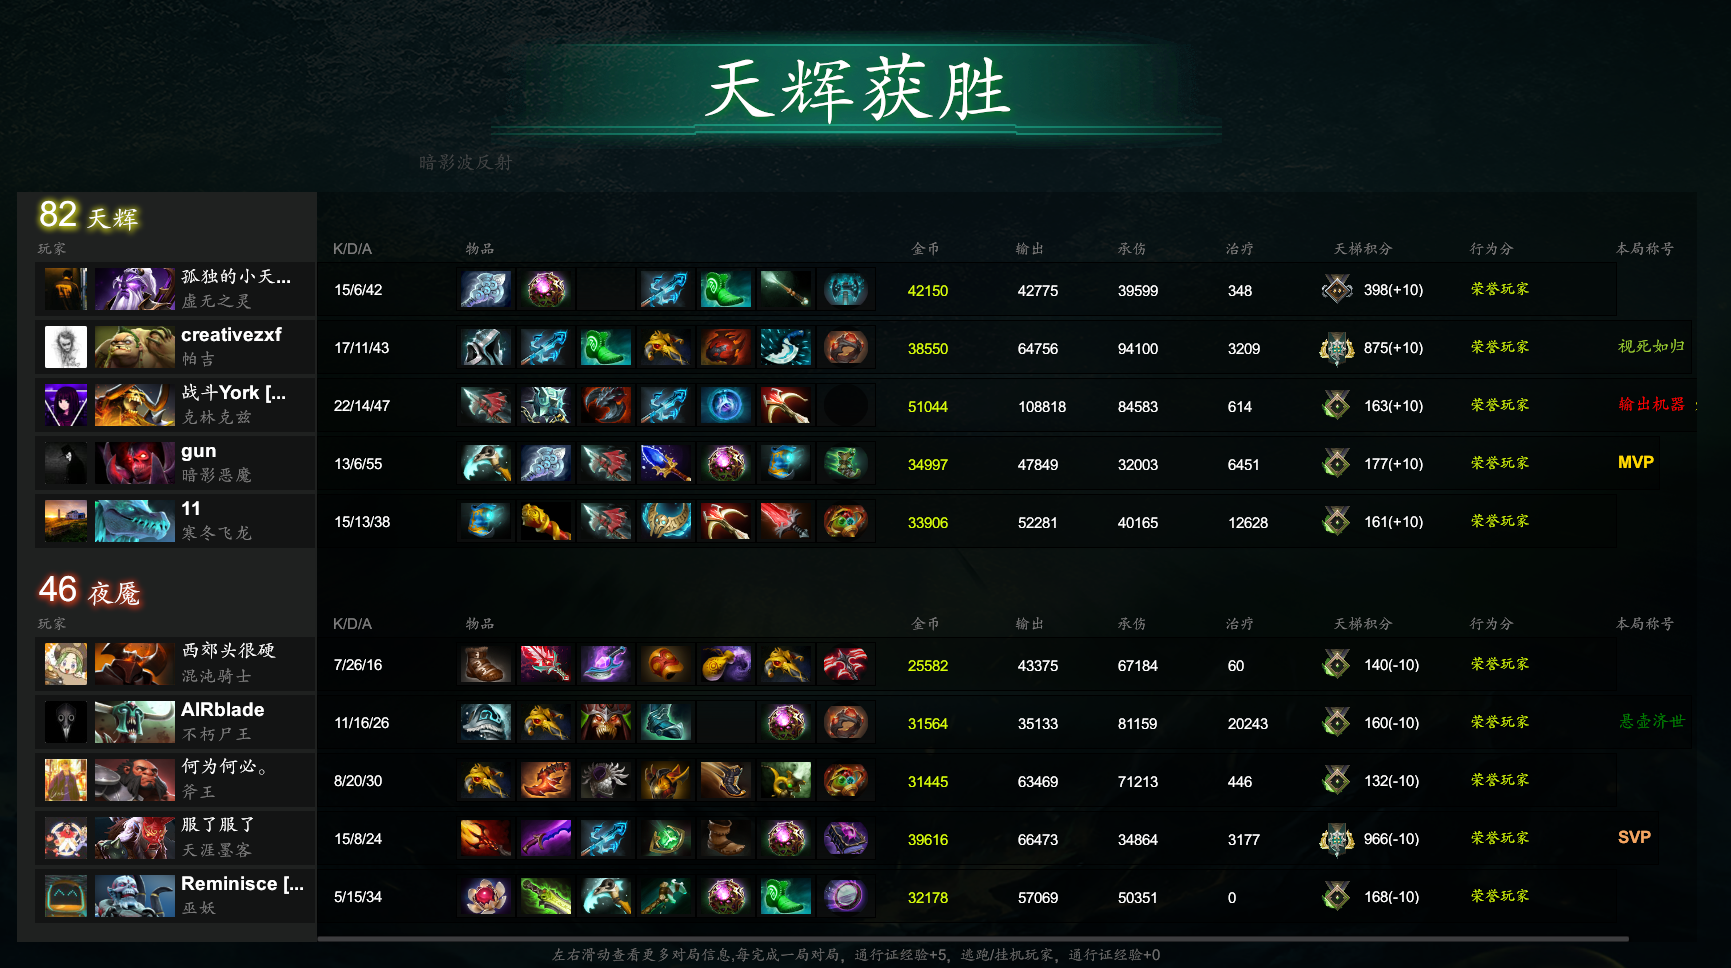 天辉获胜
暗影波反射
82 天辉
玩家 K/D/A 物品 金币 输出 承伤 治疗 天梯积分 行为分 本局称号
孤独的小天... 虚无之灵 15/6/42 42150 42775 39599 348 398(+10) 荣誉玩家
creativezxf 帕吉 17/11/43 38550 64756 94100 3209 875(+10) 荣誉玩家 视死如归
战斗York [... 克林克兹 22/14/47 51044 108818 84583 614 163(+10) 荣誉玩家 输出机器
gun 暗影恶魔 13/6/55 34997 47849 32003 6451 177(+10) 荣誉玩家 MVP
11 寒冬飞龙 15/13/38 33906 52281 40165 12628 161(+10) 荣誉玩家
46 夜魇
玩家 K/D/A 物品 金币 输出 承伤 治疗 天梯积分 行为分 本局称号
西郊头很硬 混沌骑士 7/26/16 25582 43375 67184 60 140(-10) 荣誉玩家
AlRblade 不朽尸王 11/16/26 31564 35133 81159 20243 160(-10) 荣誉玩家 悬壶济世
何为何必。 斧王 8/20/30 31445 63469 71213 446 132(-10) 荣誉玩家
服了服了 天涯墨客 15/8/24 39616 66473 34864 3177 966(-10) 荣誉玩家 SVP
Reminisce [... 巫妖 5/15/34 32178 57069 50351 0 168(-10) 荣誉玩家
左右滑动查看更多对局信息,每完成一局对局，通行证经验+5，逃跑/挂机玩家，通行证经验+0